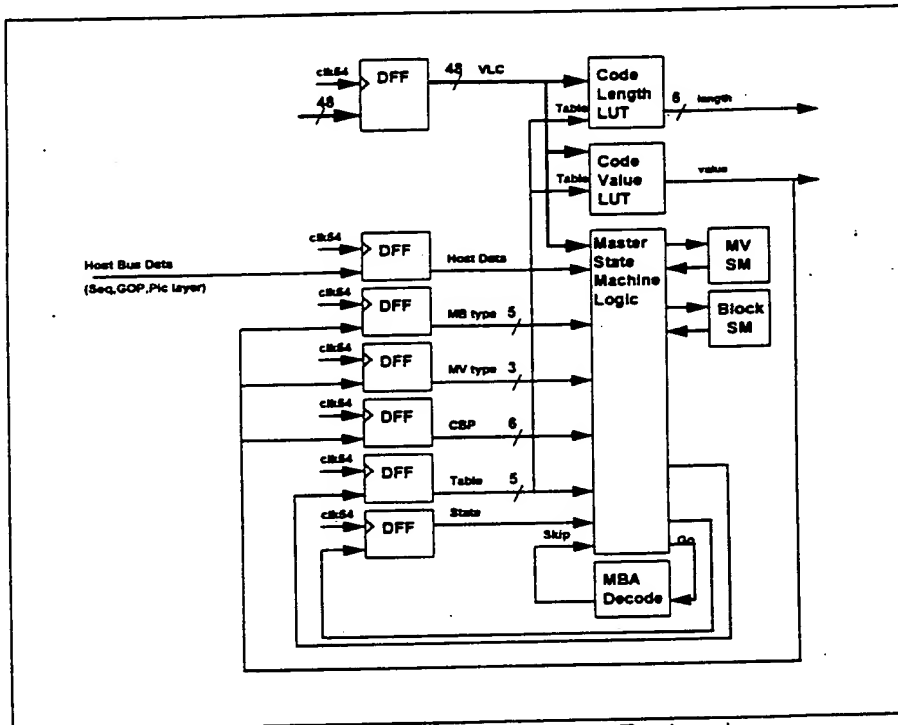 clk54
DFF
48
VLC
48
Code
Length
LUT
Table
6
length
Code
Value
LUT
Table
value
clk54
DFF
Host Bus Data
(Seq,GOP,Pic layer)
Host Data
Master
State
Machine
Logic
MV
SM
clk54
DFF
MB type
5
Block
SM
clk54
DFF
MV type
3
clk54
DFF
CBP
6
clk54
DFF
Table
5
clk54
DFF
State
Skip
Go
MBA
Decode